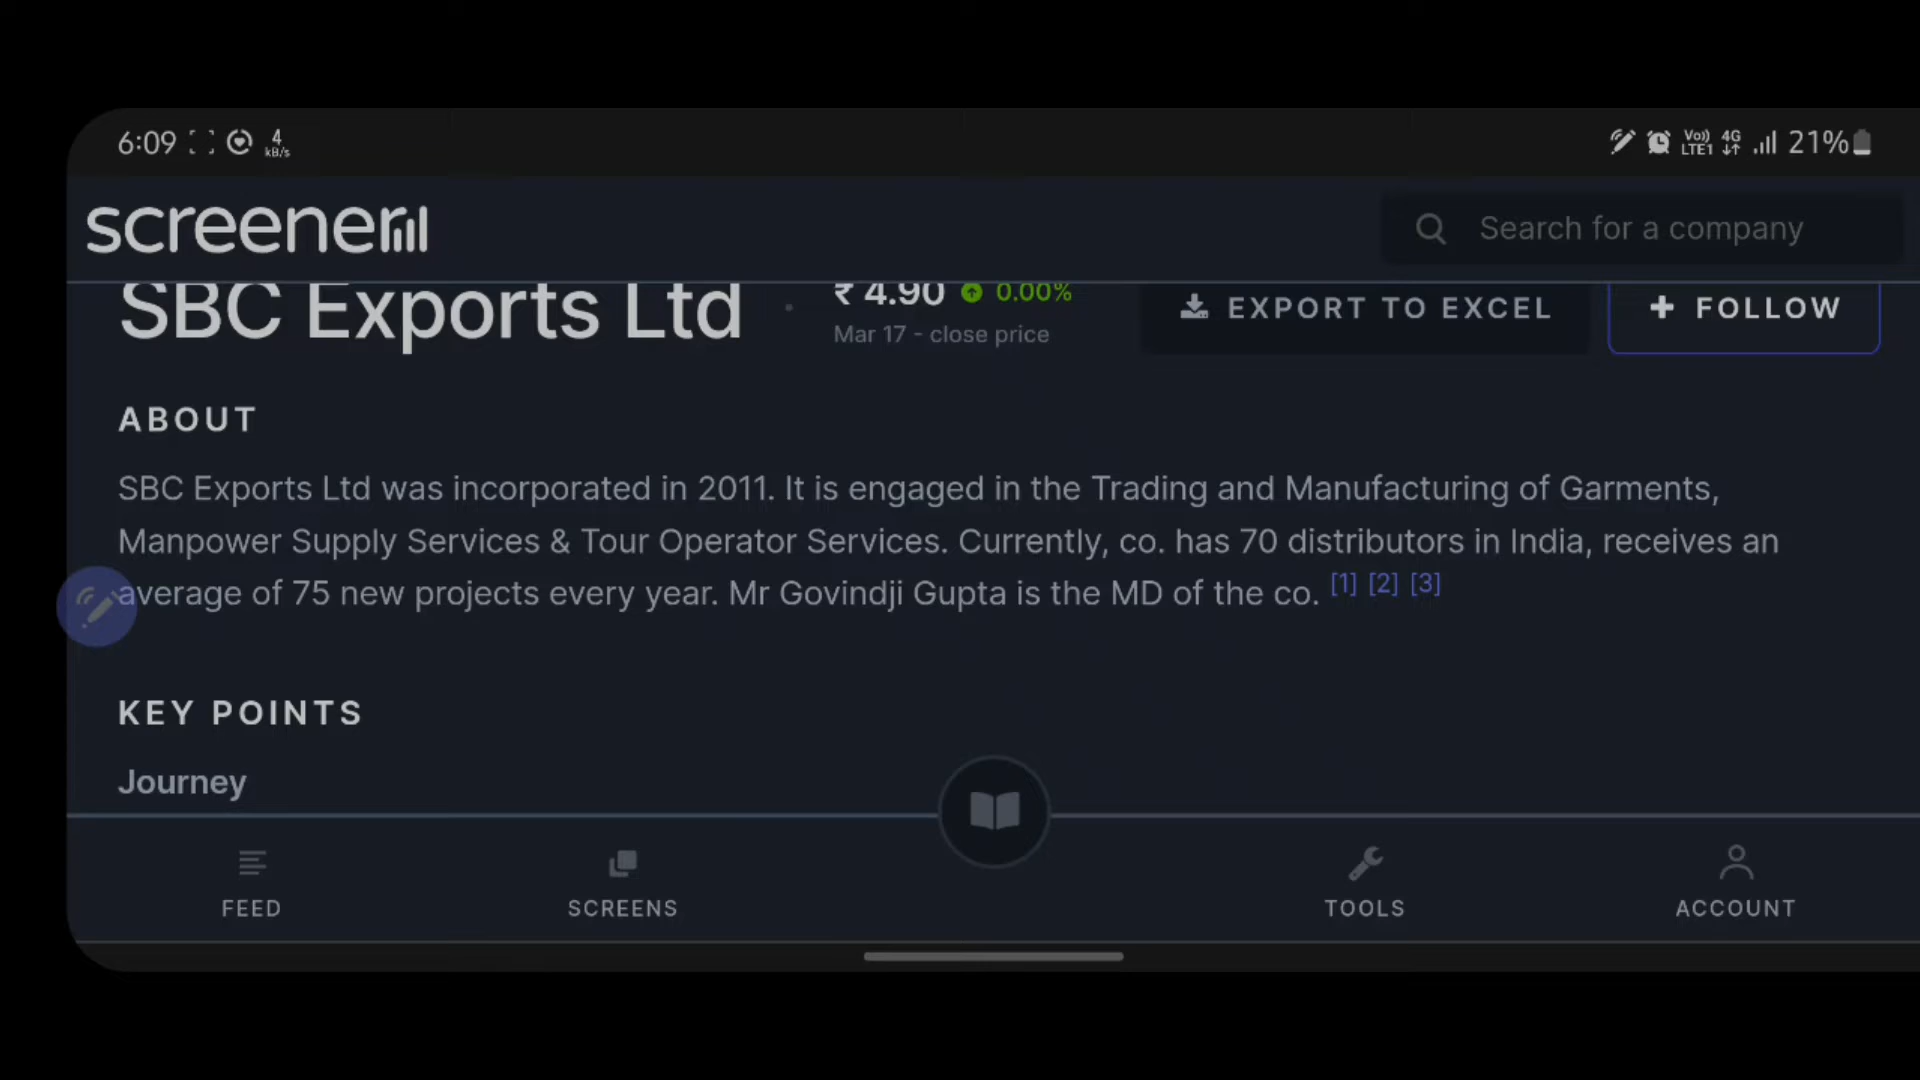 6:09 4 kB/s Vo)) LTE1 4G 21%
screener
Search for a company
SBC Exports Ltd · ₹ 4.90 0.00%
Mar 17 - close price
EXPORT TO EXCEL
+ FOLLOW
ABOUT
SBC Exports Ltd was incorporated in 2011. It is engaged in the Trading and Manufacturing of Garments,
Manpower Supply Services & Tour Operator Services. Currently, co. has 70 distributors in India, receives an
average of 75 new projects every year. Mr Govindji Gupta is the MD of the co. [1] [2] [3]
KEY POINTS
Journey
FEED
SCREENS
TOOLS
ACCOUNT